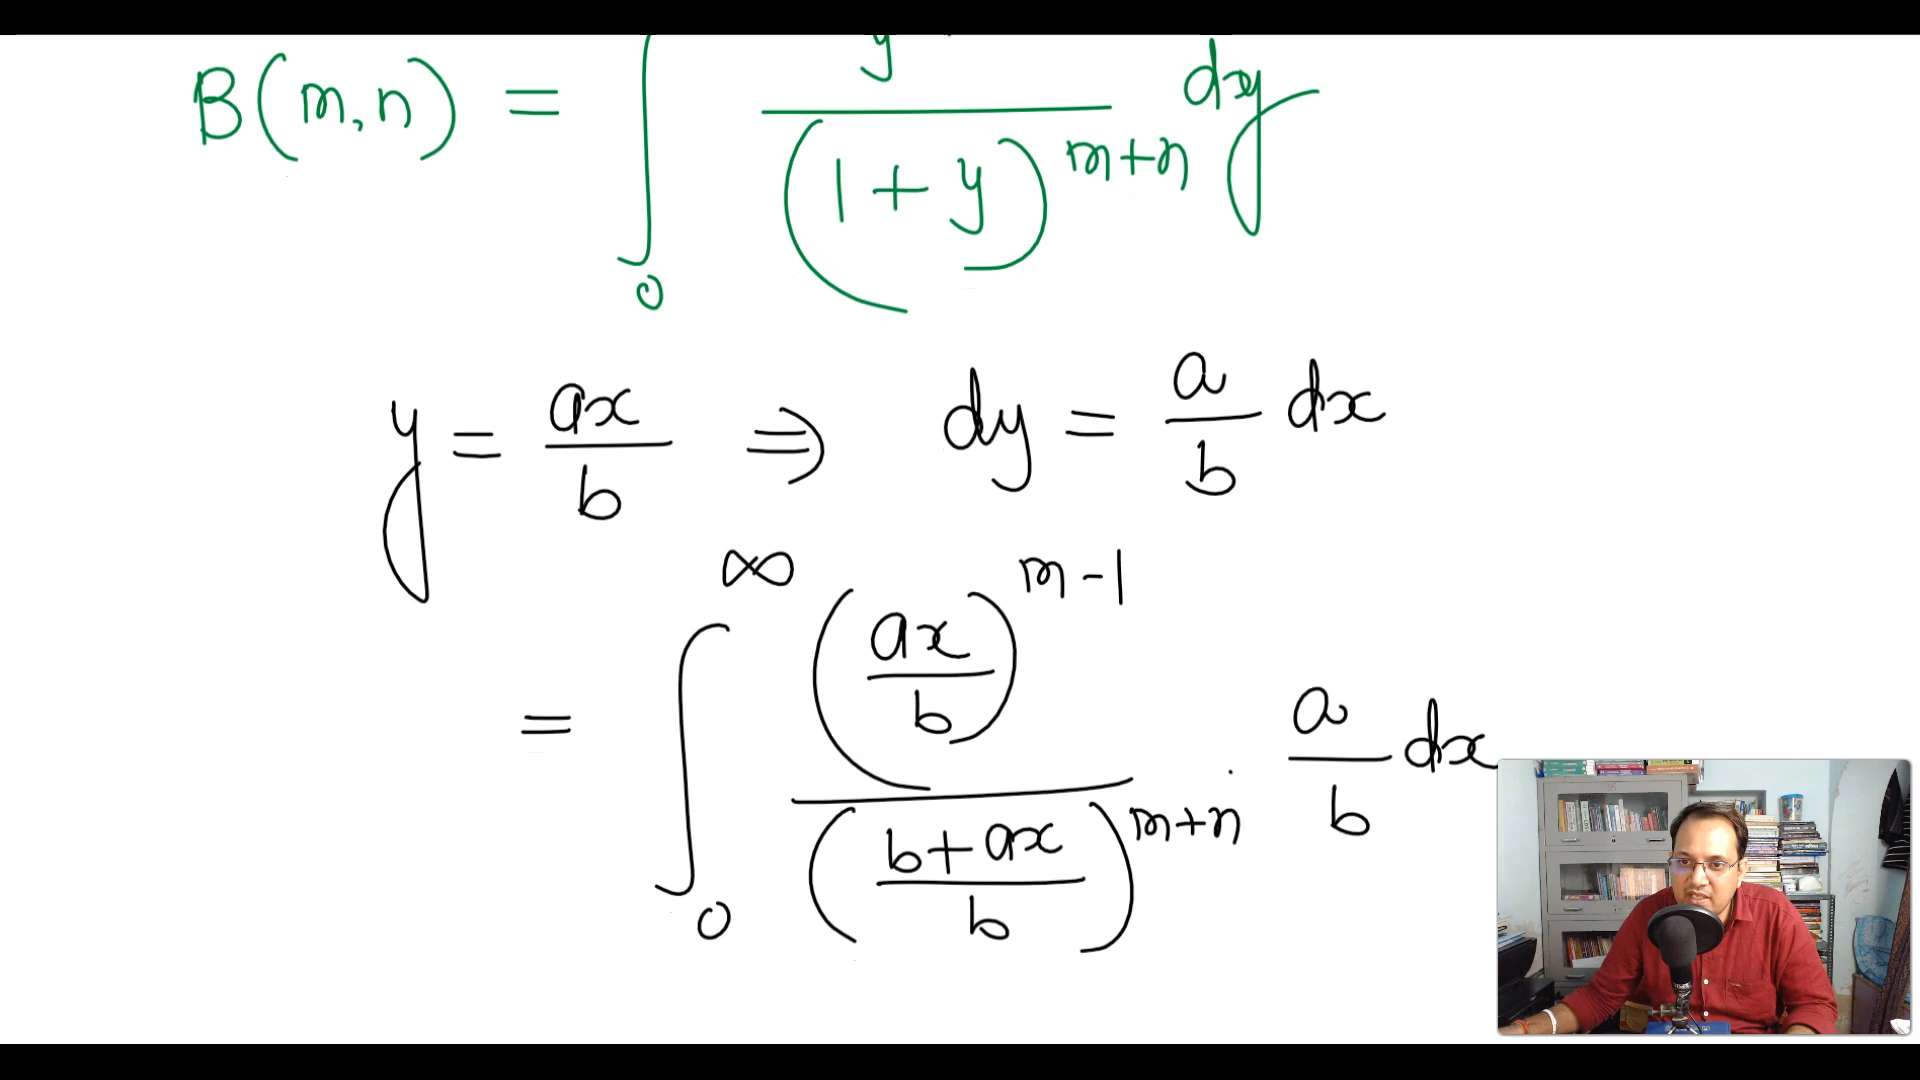 B(m,n) = ∫₀ y / (1+y)^(m+n) dy
y = ax/b ⇒ dy = a/b dx
= ∫₀^∞ (ax/b)^(m-1) / ((b+ax)/b)^(m+n) a/b dx